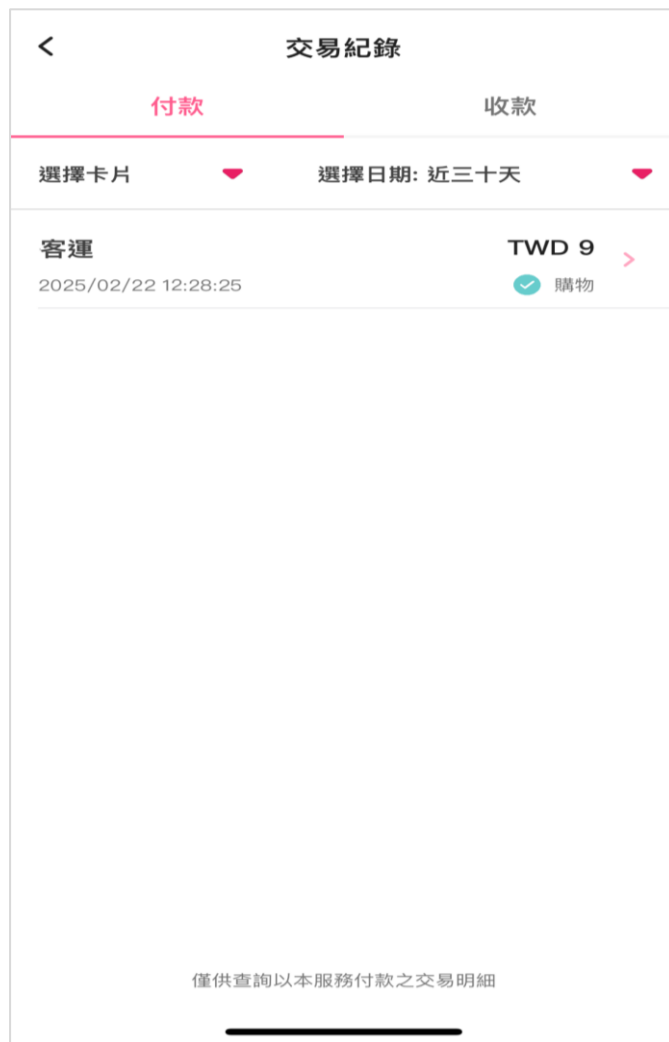 交易紀錄
付款 收款
選擇卡片 選擇日期: 近三十天
客運 TWD 9
2025/02/22 12:28:25 購物
僅供查詢以本服務付款之交易明細